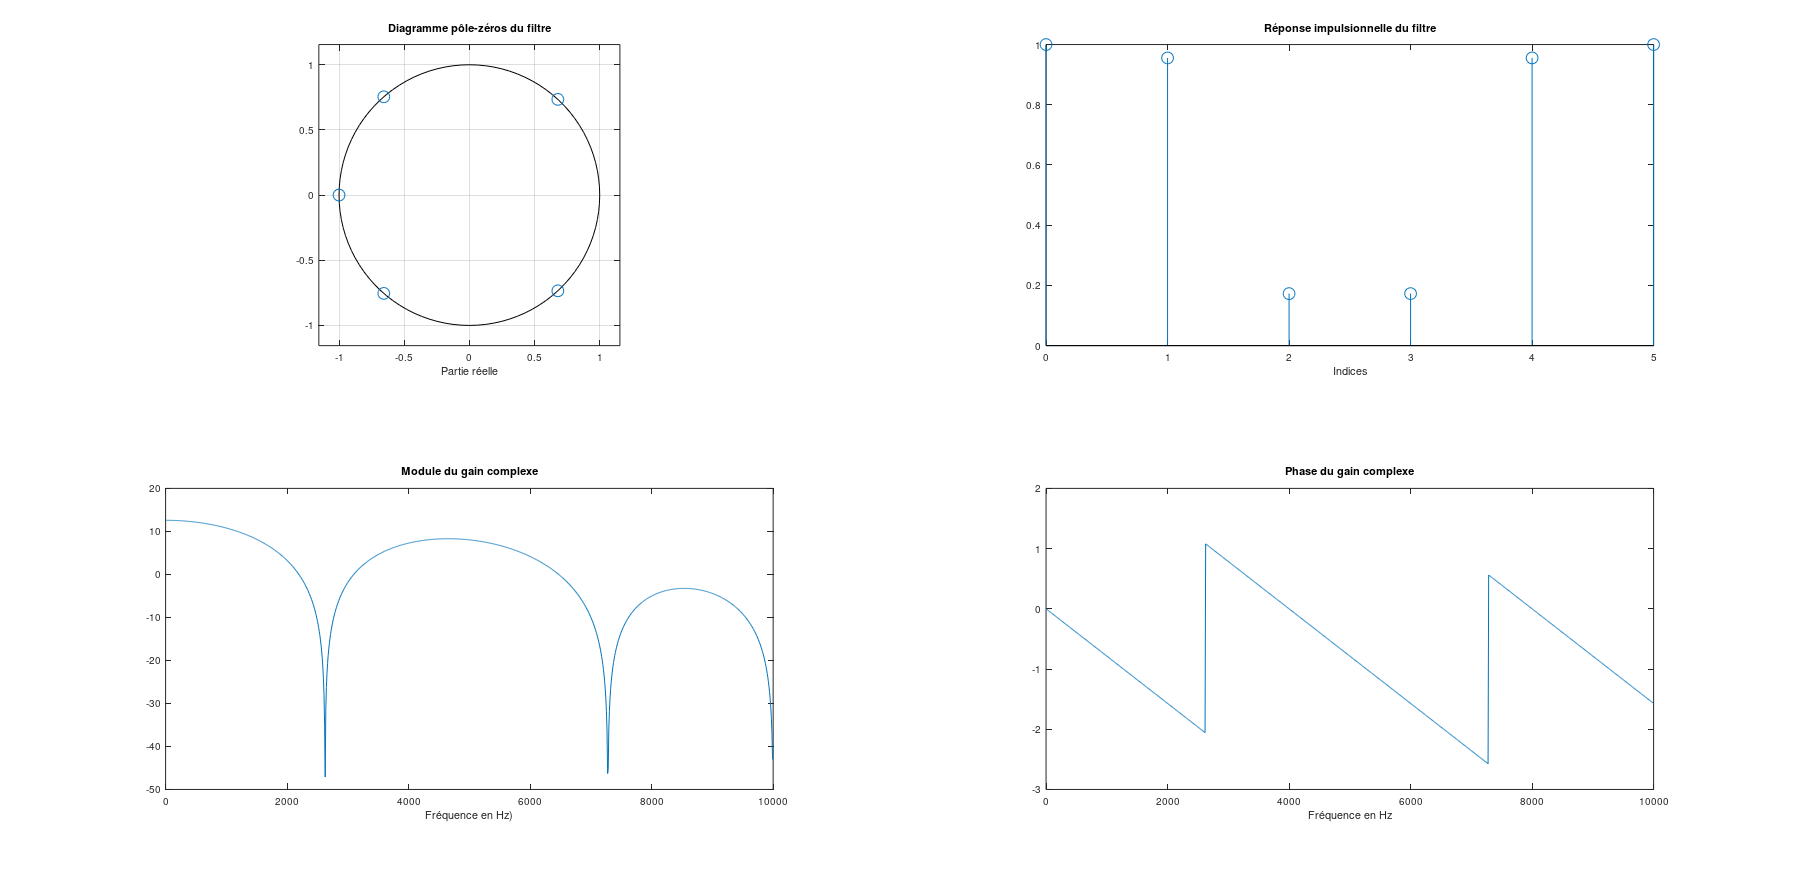 Diagramme pôle-zéros du filtre
1
0.5
0
-0.5
-1
-1 -0.5 0 0.5 1
Partie réelle
Réponse impulsionnelle du filtre
1
0.8
0.6
0.4
0.2
0
0 1 2 3 4 5
Indices
Module du gain complexe
20
10
0
-10
-20
-30
-40
-50
0 2000 4000 6000 8000 10000
Fréquence en Hz)
Phase du gain complexe
2
1
0
-1
-2
-3
0 2000 4000 6000 8000 10000
Fréquence en Hz